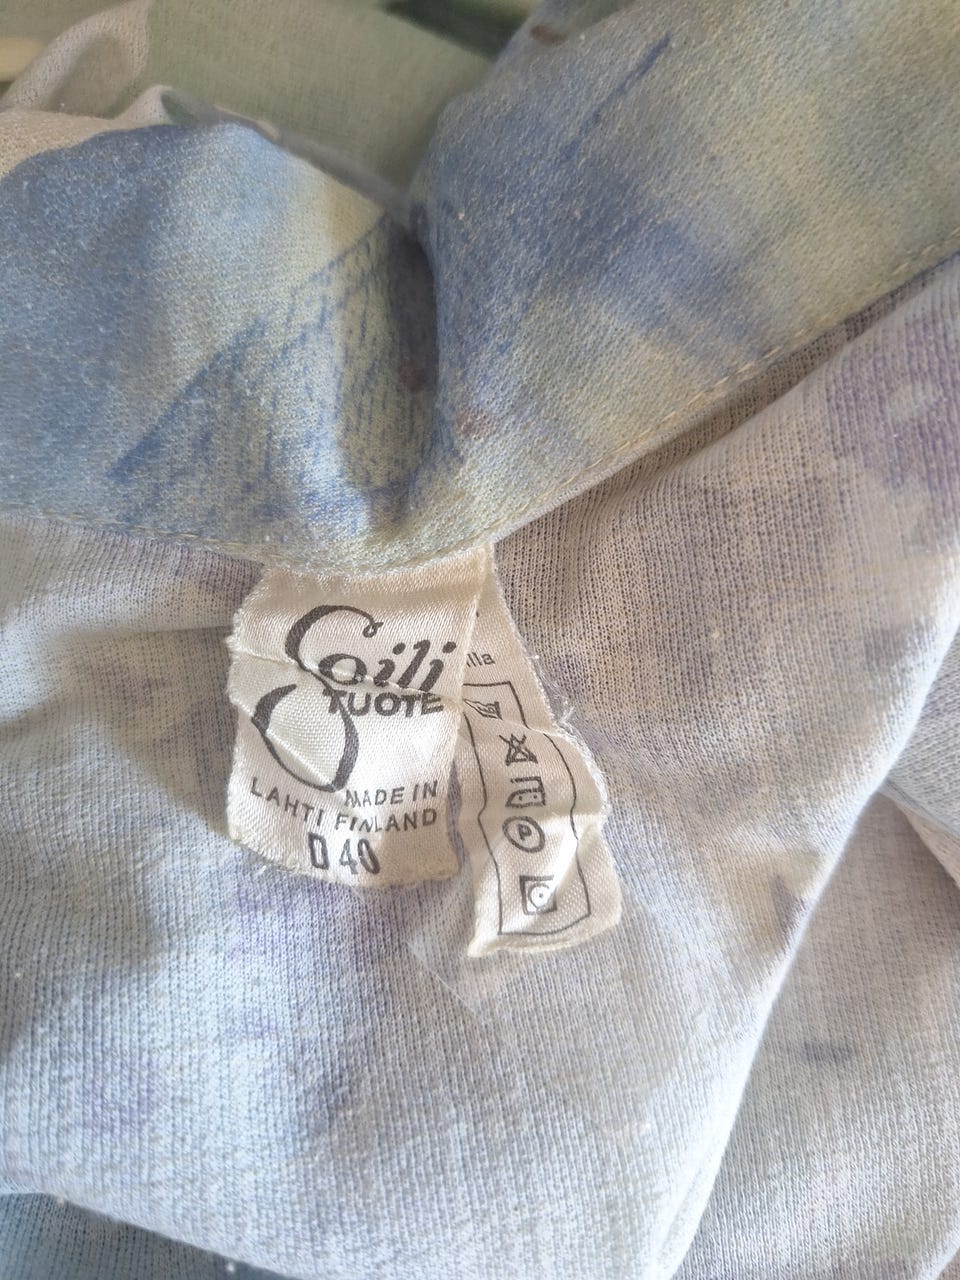 Soili
TUOTE
MADE IN
LAHTI FINLAND
D 40
P